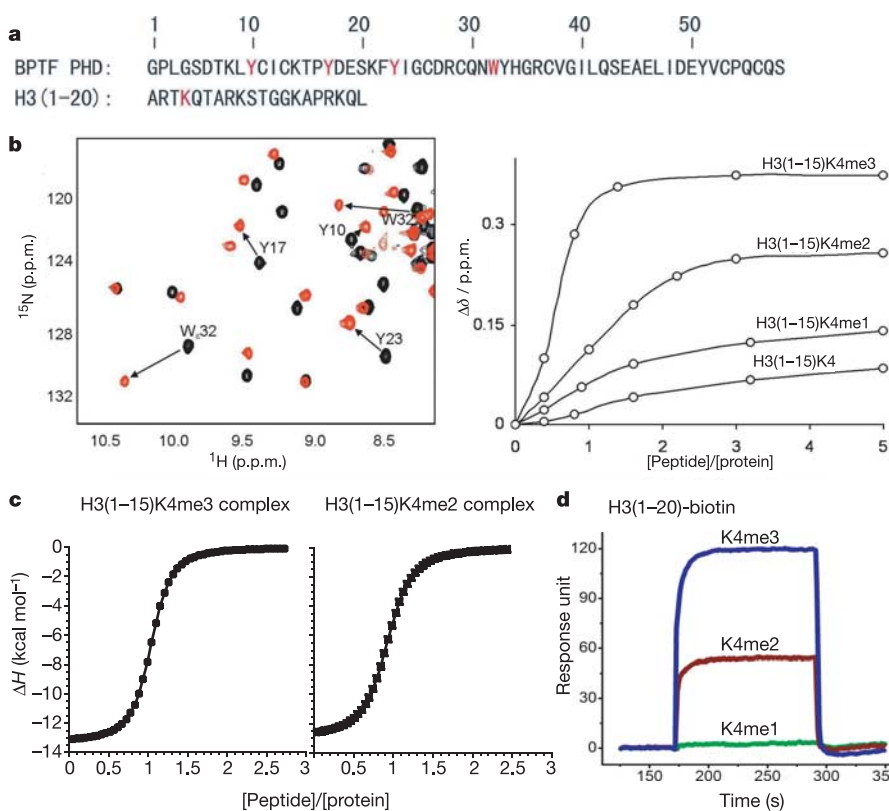 a
1 10 20 30 40 50
BPTF PHD: GPLGSDTKLYCICKTPYDESKFYIGCDRCQNWYHGRCVGILQSEAELIDEYVCPQCQS
H3(1–20): ARTKQTARKSTGGKAPRKQL
b
120
124
128
132
15N (p.p.m.)
10.5 10.0 9.5 9.0 8.5
1H (p.p.m.)
W32
Y10
Y17
Y23
Wε32
0.3
0.15
0
Δδ / p.p.m.
0 1 2 3 4 5
[Peptide]/[protein]
H3(1–15)K4me3
H3(1–15)K4me2
H3(1–15)K4me1
H3(1–15)K4
c
H3(1–15)K4me3 complex
H3(1–15)K4me2 complex
0
−2
−4
−6
−8
−10
−12
−14
ΔH (kcal mol−1)
0 1 2 3
0.5 1.0 1.5 2.0 2.5 3.0
[Peptide]/[protein]
d
H3(1–20)-biotin
K4me3
K4me2
K4me1
120
90
60
30
0
Response unit
150 200 250 300 35
Time (s)